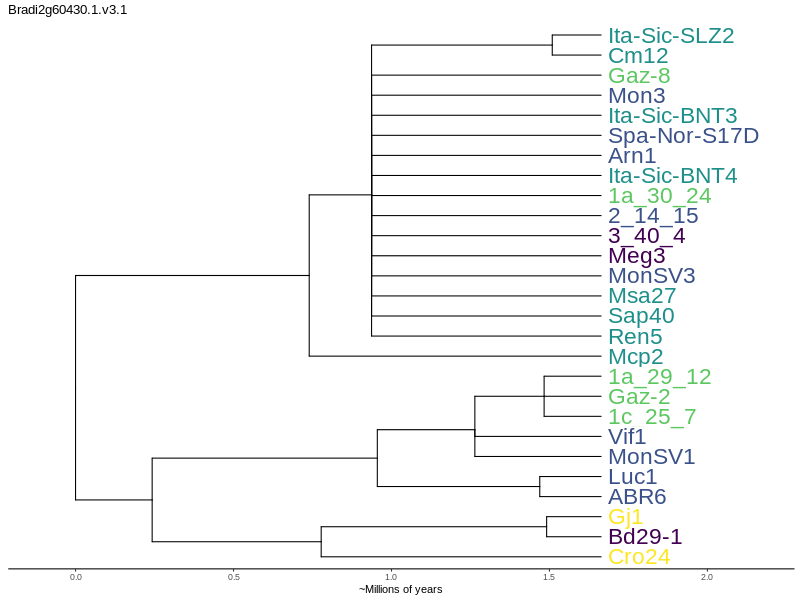 Bradi2g60430.1.v3.1
Ita-Sic-SLZ2
Cm12
Gaz-8
Mon3
Ita-Sic-BNT3
Spa-Nor-S17D
Arn1
Ita-Sic-BNT4
1a_30_24
2_14_15
3_40_4
Meg3
MonSV3
Msa27
Sap40
Ren5
Mcp2
1a_29_12
Gaz-2
1c_25_7
Vif1
MonSV1
Luc1
ABR6
Gj1
Bd29-1
Cro24
0.0 0.5 1.0 1.5 2.0
~Millions of years